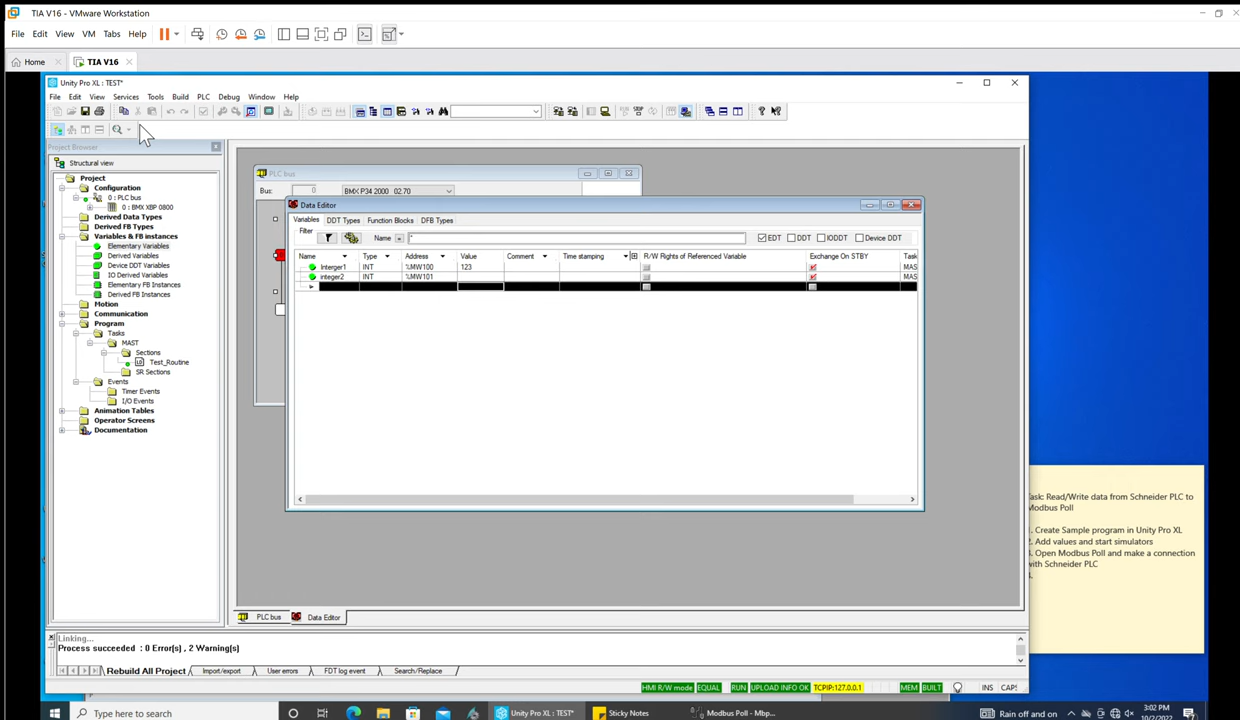 TIA V16 - VMware Workstation
File Edit View VM Tabs Help
Home TIA V16
Unity Pro XL : TEST*
File Edit View Services Tools Build PLC Debug Window Help
Project Browser
Structural view
Project
Configuration
0 : PLC bus
0 : BMX XBP 0800
Derived Data Types
Derived FB Types
Variables & FB instances
Elementary Variables
Derived Variables
Device DDT Variables
IO Derived Variables
Elementary FB Instances
Derived FB Instances
Motion
Communication
Program
Tasks
MAST
Sections
Test_Routine
SR Sections
Events
Timer Events
I/O Events
Animation Tables
Operator Screens
Documentation
PLC bus
Bus: 0 BMX P34 2000 02.70
Data Editor
Variables DDT Types Function Blocks DFB Types
Filter
Name = * EDT DDT IODDT Device DDT
Name Type Address Value Comment Time stamping R/W Rights of Referenced Variable Exchange On STBY Task
Interger1 INT %MW100 123 MAS
integer2 INT %MW101 MAS
PLC bus Data Editor
Linking...
Process succeeded : 0 Error(s) , 2 Warning(s)
Rebuild All Project Import/export User errors FDT log event Search/Replace
HMI R/W mode EQUAL RUN UPLOAD INFO OK TCPIP:127.0.0.1 MEM BUILT INS CAPS
Task: Read/Write data from Schneider PLC to
Modbus Poll
1. Create Sample program in Unity Pro XL
2. Add values and start simulators
3. Open Modbus Poll and make a connection
with Schneider PLC
3.
Type here to search Unity Pro XL : TEST* Sticky Notes Modbus Poll - Mbp... Rain off and on 3:02 PM
10/2/2022